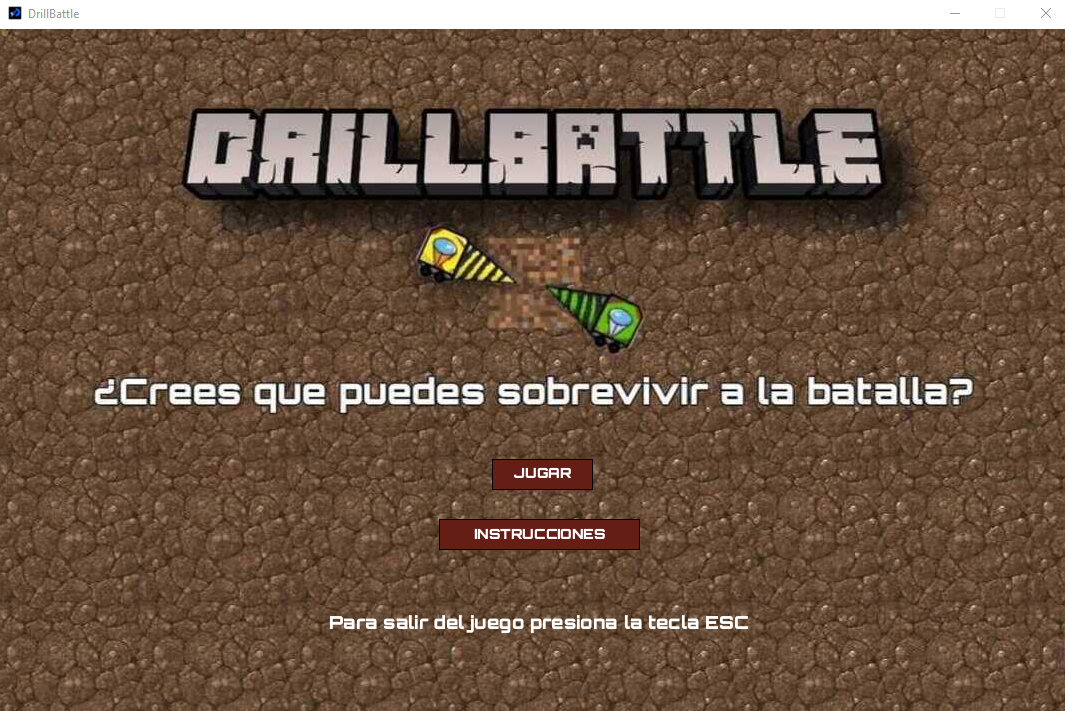 DrillBattle
DRILLBATTLE
¿Crees que puedes sobrevivir a la batalla?
JUGAR
INSTRUCCIONES
Para salir del juego presiona la tecla ESC